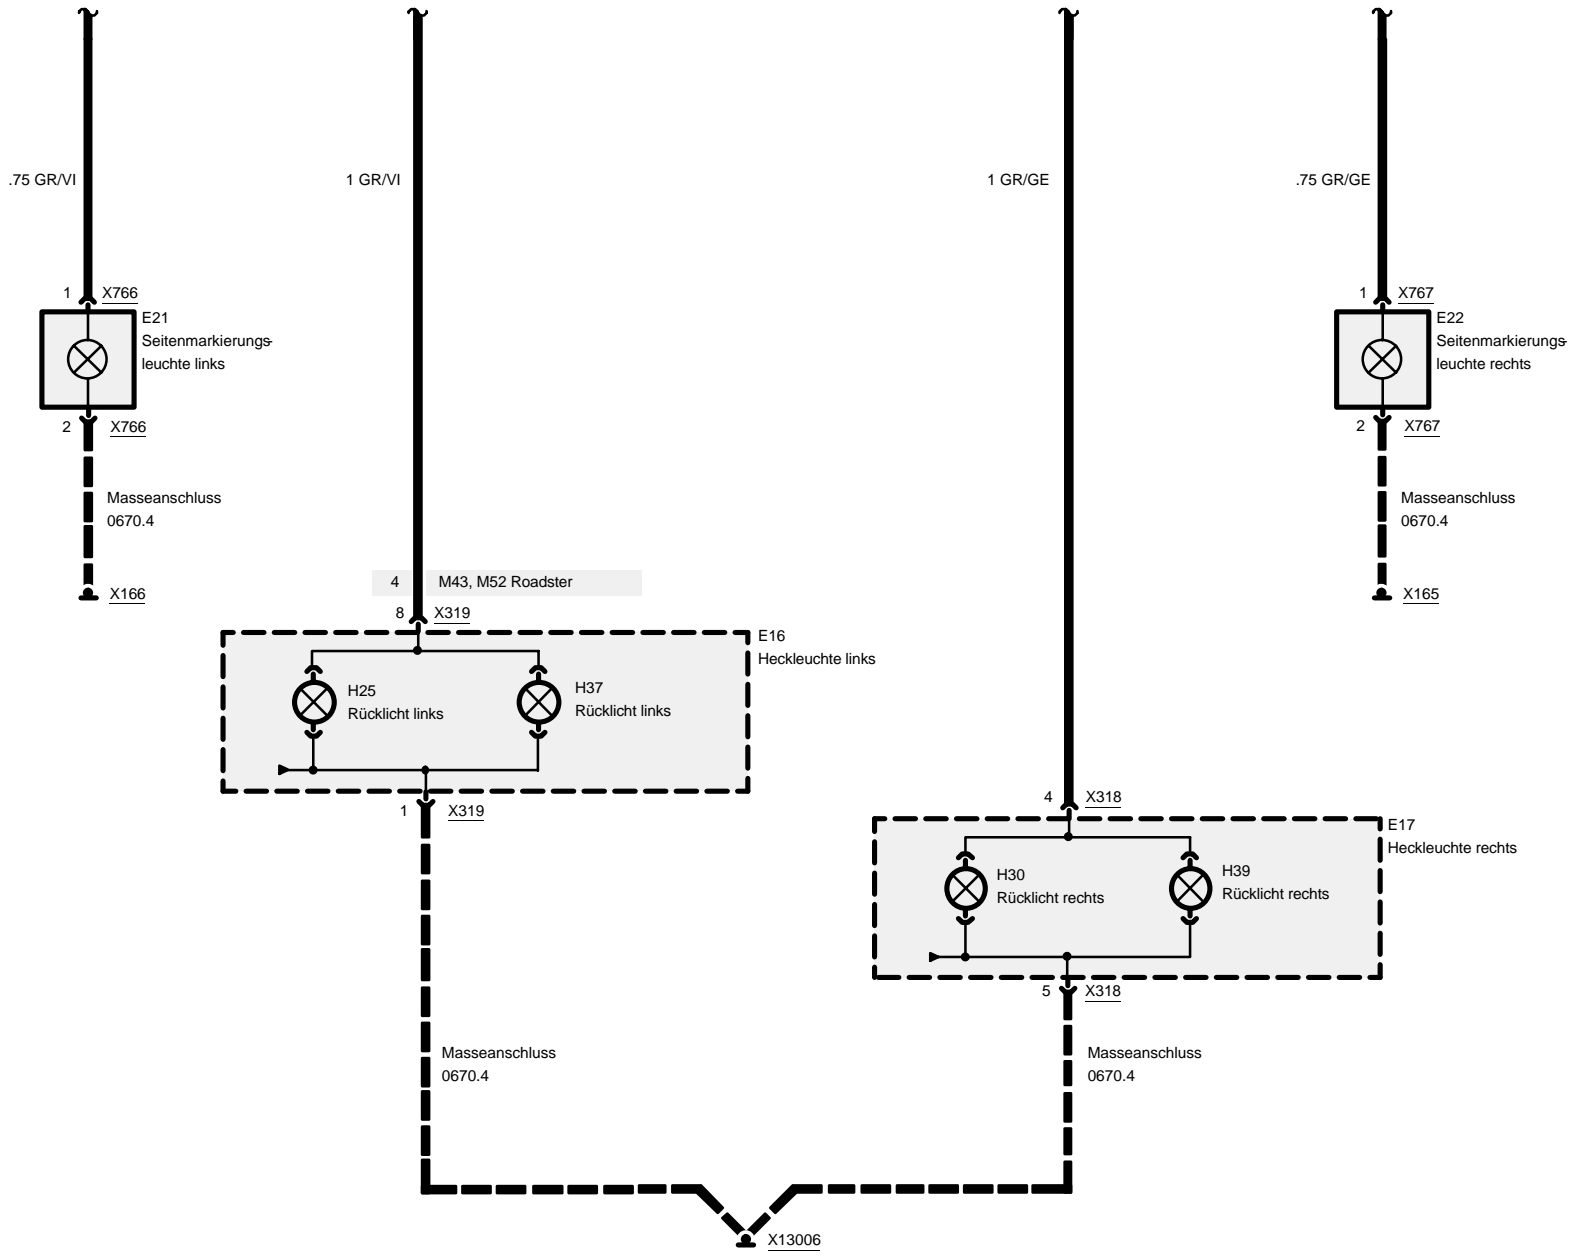 .75 GR/VI
1 GR/VI
1 GR/GE
.75 GR/GE
1 X766
E21
Seitenmarkierungs-
leuchte links
2 X766
Masseanschluss
0670.4
X166
1 X767
E22
Seitenmarkierungs-
leuchte rechts
2 X767
Masseanschluss
0670.4
X165
4 M43, M52 Roadster
8 X319
E16
Heckleuchte links
H25
Rücklicht links
H37
Rücklicht links
1 X319
4 X318
E17
Heckleuchte rechts
H30
Rücklicht rechts
H39
Rücklicht rechts
5 X318
Masseanschluss
0670.4
Masseanschluss
0670.4
X13006